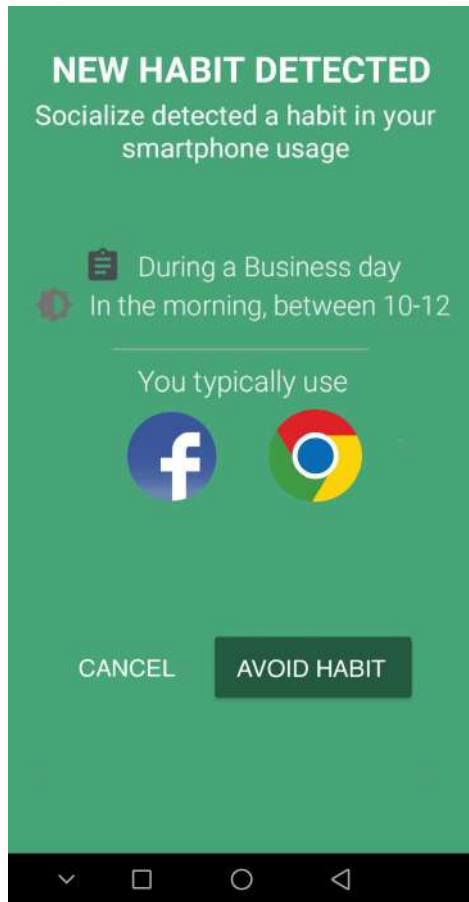 NEW HABIT DETECTED
Socialize detected a habit in your
smartphone usage
During a Business day
In the morning, between 10-12
You typically use
CANCEL
AVOID HABIT